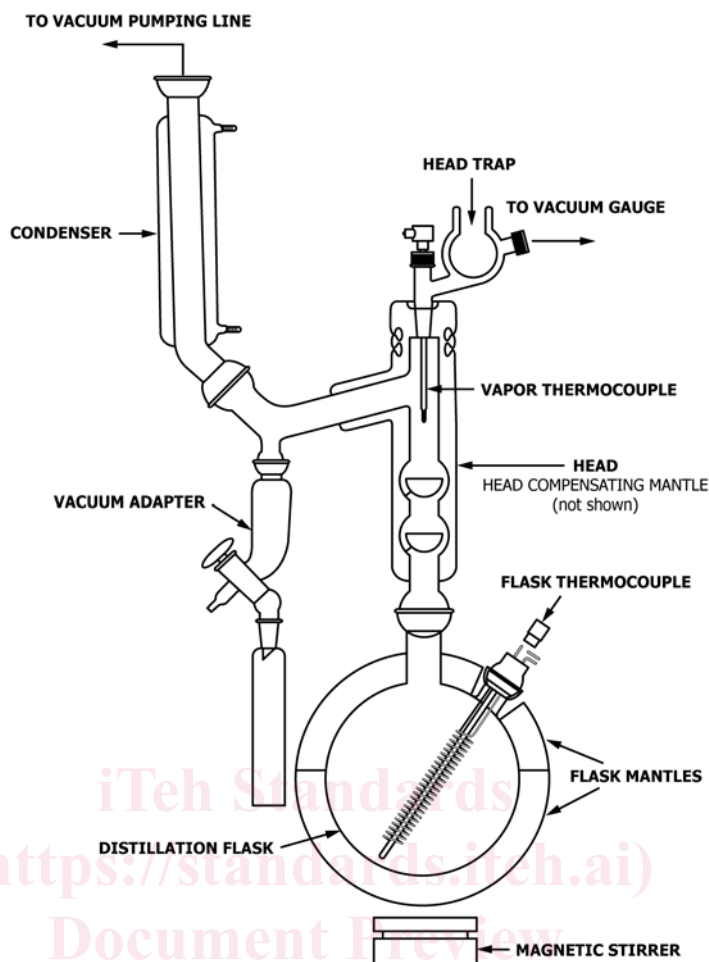 TO VACUUM PUMPING LINE
HEAD TRAP
TO VACUUM GAUGE
CONDENSER
VAPOR THERMOCOUPLE
HEAD
HEAD COMPENSATING MANTLE
(not shown)
VACUUM ADAPTER
FLASK THERMOCOUPLE
FLASK MANTLES
iTeh Standards
DISTILLATION FLASK
ttps://standards.iteh.ai)
Document Preview
MAGNETIC STIRRER